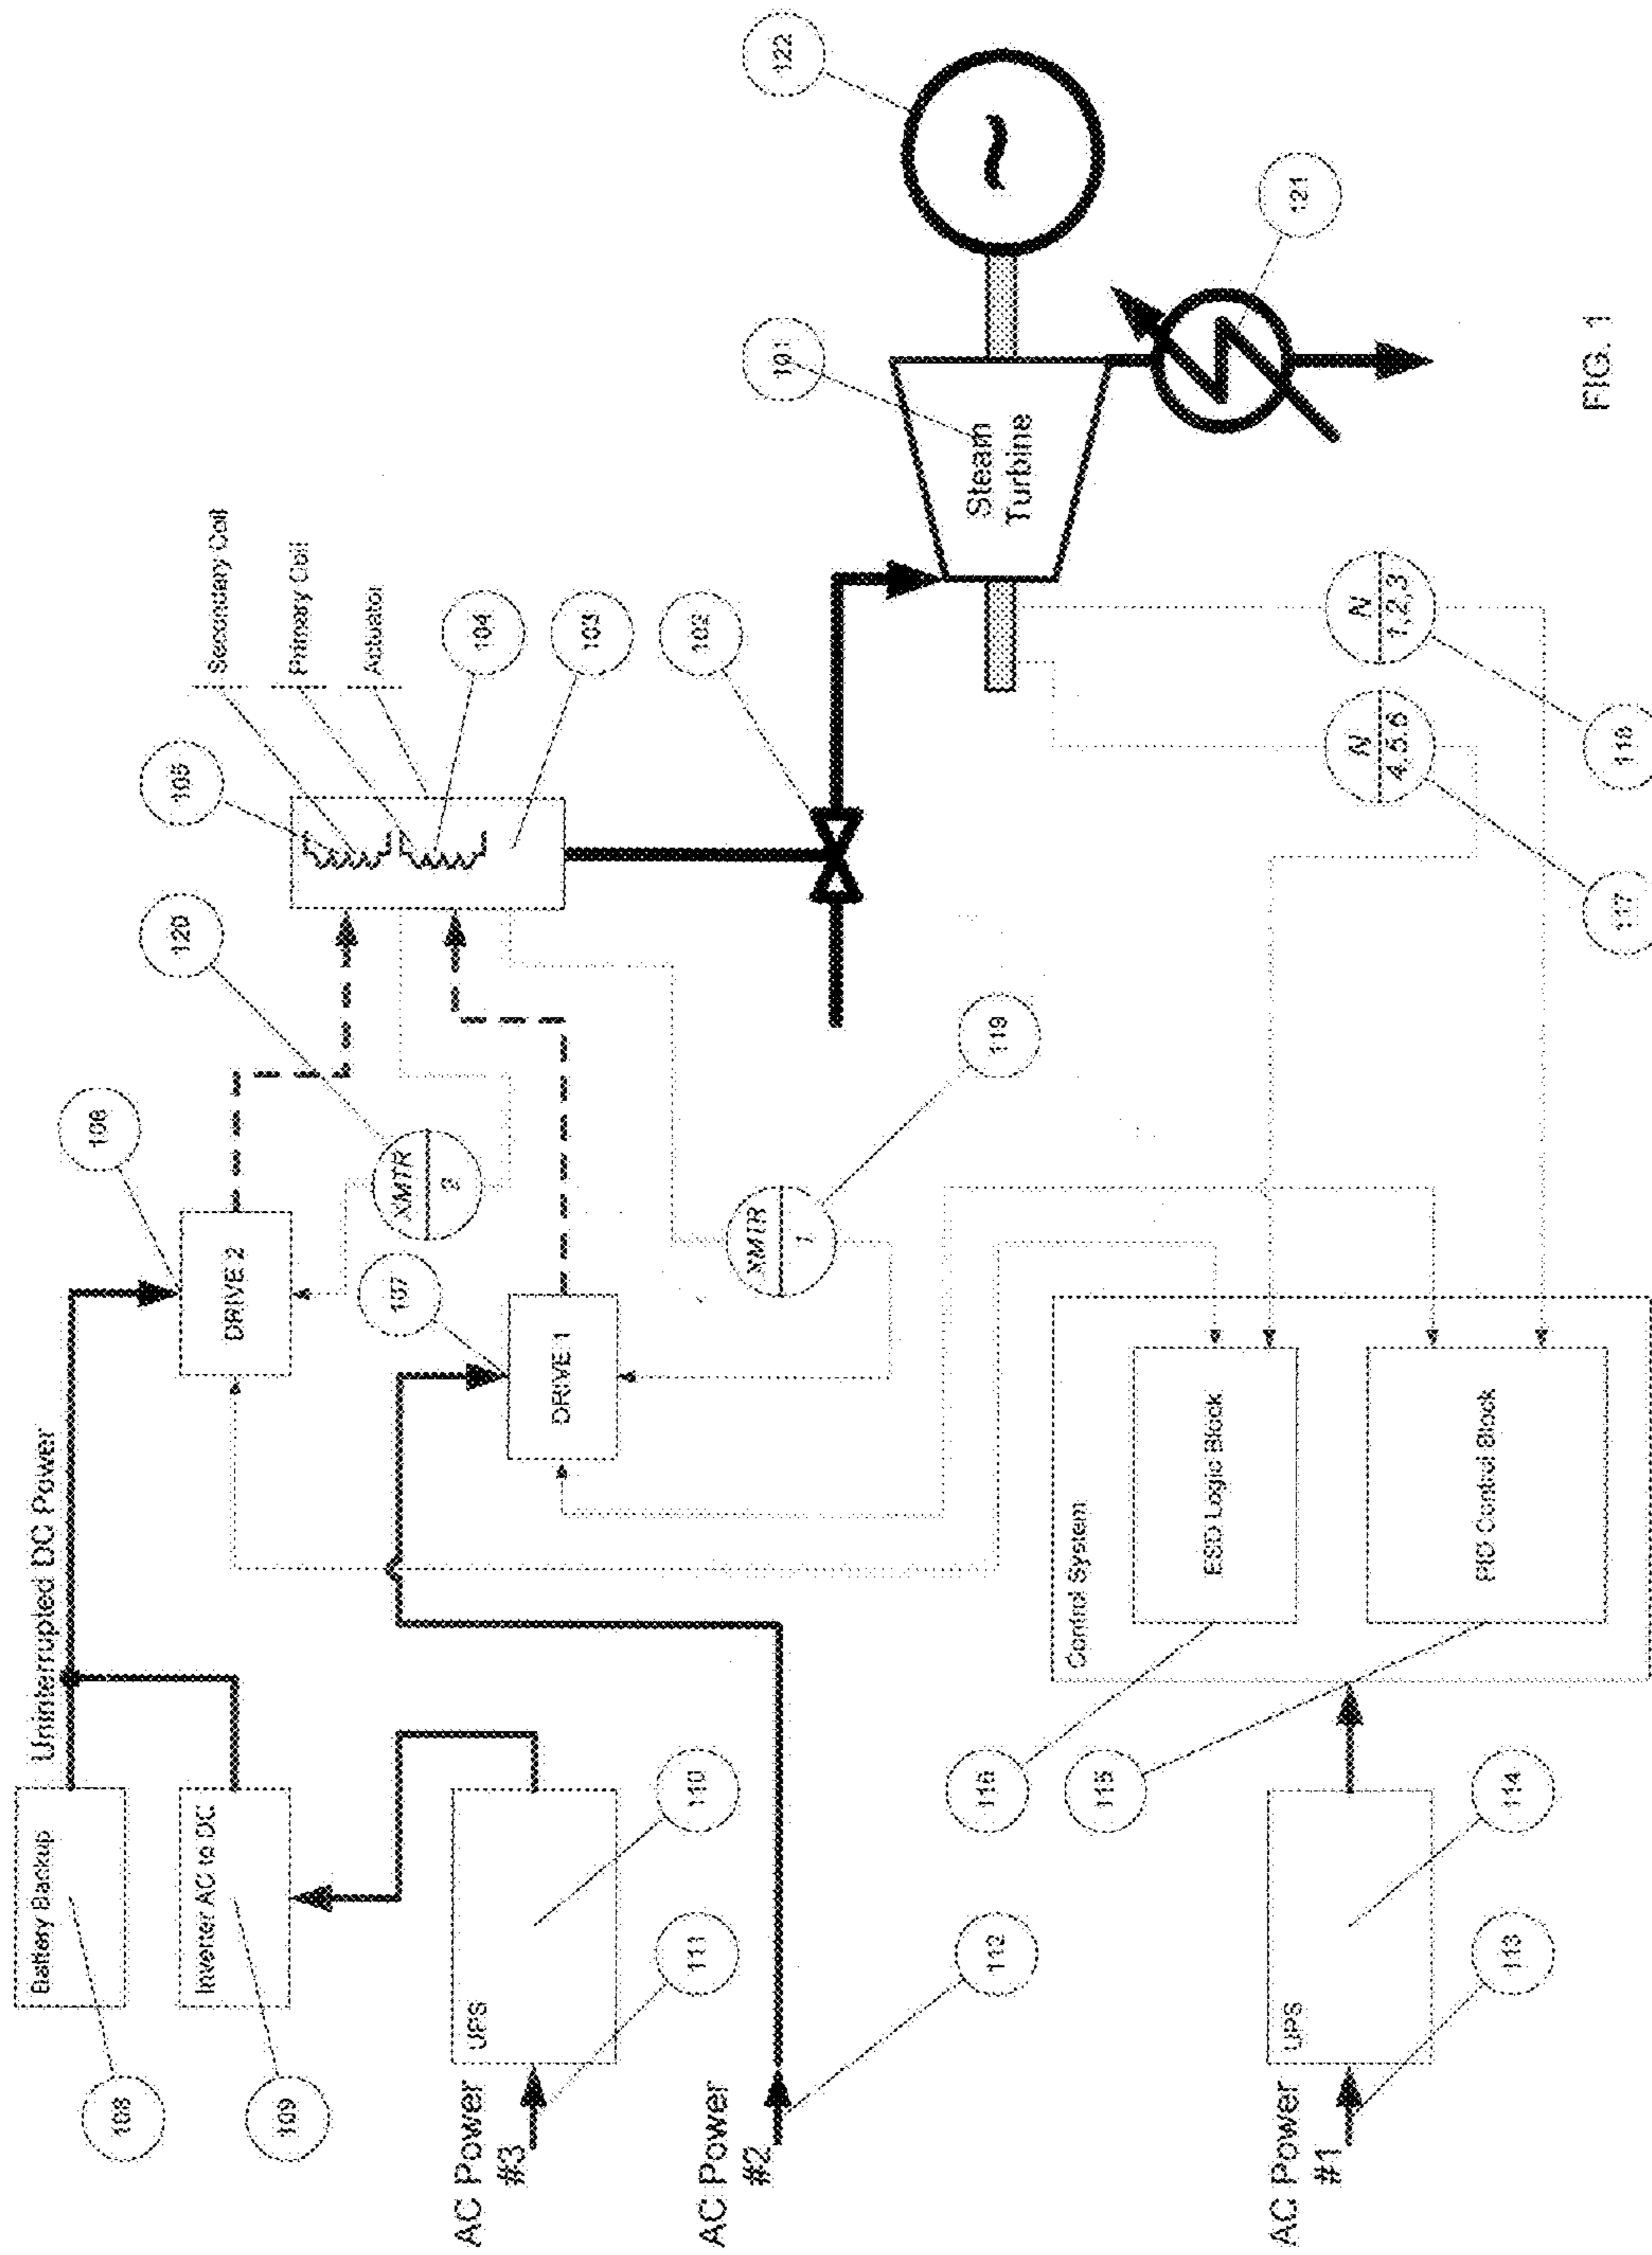 Battery Backup
108
Uninterrupted DC Power
Inverter AC to DC
109
106
DRIVE 2
120
XMTR
2
105
Secondary Coil
Primary Coil
Actuator
104
103
102
107
DRIVE 1
XMTR
1
119
AC Power
#3
UPS
110
111
AC Power
#2
112
122
101
Steam
Turbine
121
116
115
Control System
ESD Logic Block
PID Control Block
N
4,5,6
N
1,2,3
117
118
AC Power
#1
UPS
114
113
FIG. 1